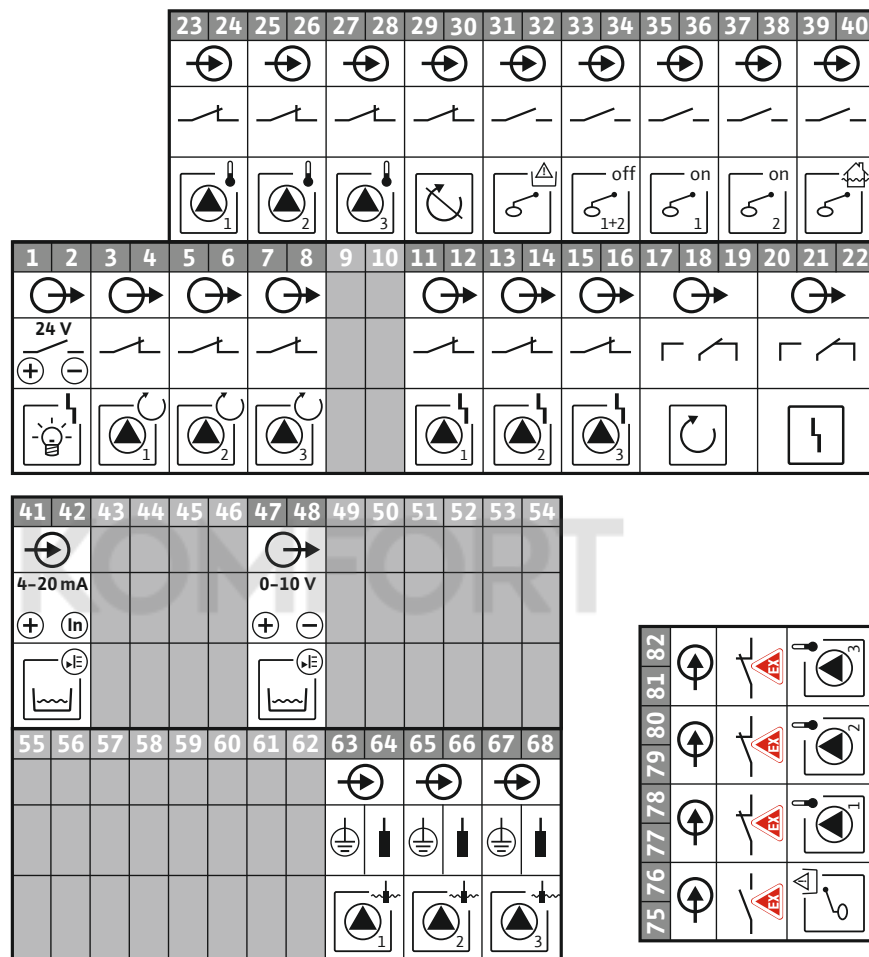 23 24 25 26 27 28 29 30 31 32 33 34 35 36 37 38 39 40
off on on
1 2 3 1+2 1 2
1 2 3 4 5 6 7 8 9 10 11 12 13 14 15 16 17 18 19 20 21 22
24 V
+ −
1 2 3 1 2 3
41 42 43 44 45 46 47 48 49 50 51 52 53 54
KOMFORT
4–20 mA 0–10 V
+ In + −
55 56 57 58 59 60 61 62 63 64 65 66 67 68
1 2 3
82
81
EX
3
80
79
EX
2
78
77
EX
1
76
75
EX